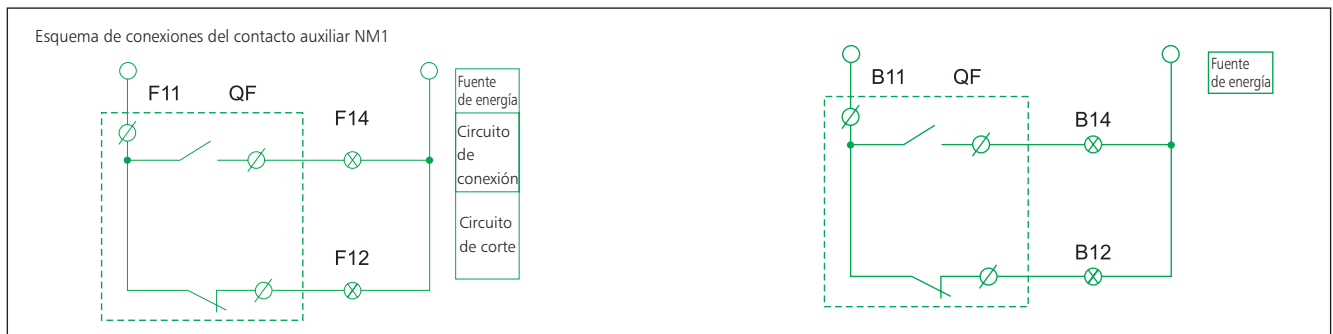 Esquema de conexiones del contacto auxiliar NM1
F11
QF
F14
F12
Fuente
de energía
Circuito
de
conexión
Circuito
de corte
B11
QF
B14
B12
Fuente
de energía